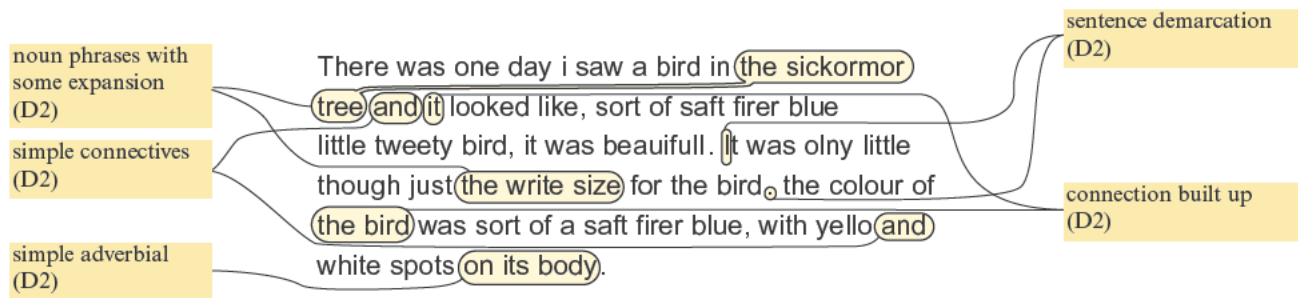 noun phrases with
some expansion
(D2)
simple connectives
(D2)
simple adverbial
(D2)
There was one day i saw a bird in the sickormor
tree and it looked like, sort of saft firer blue
little tweety bird, it was beauifull. It was olny little
though just the write size for the bird. the colour of
the bird was sort of a saft firer blue, with yello and
white spots on its body.
sentence demarcation
(D2)
connection built up
(D2)